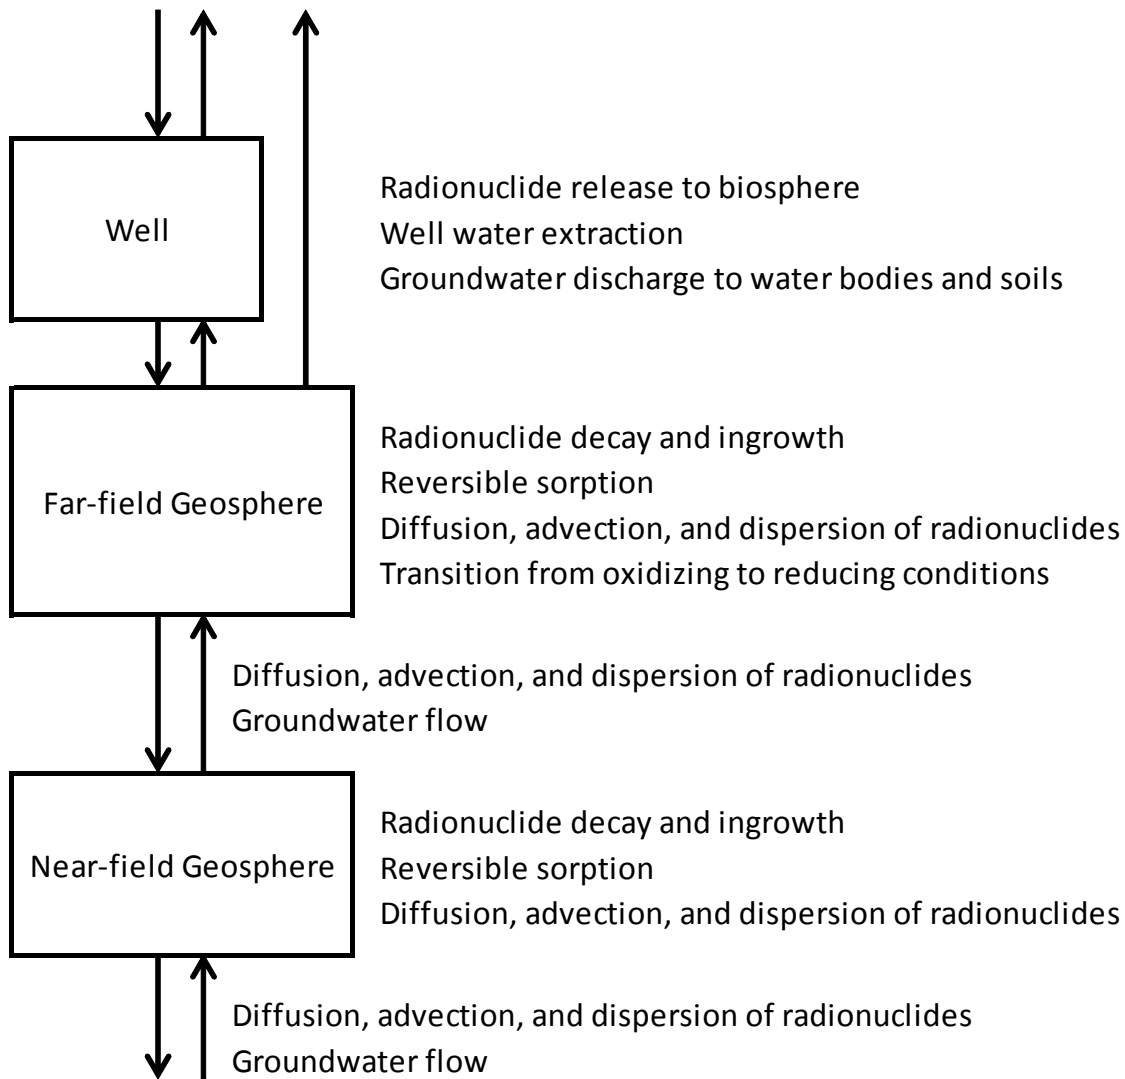 Well
Radionuclide release to biosphere
Well water extraction
Groundwater discharge to water bodies and soils
Far-field Geosphere
Radionuclide decay and ingrowth
Reversible sorption
Diffusion, advection, and dispersion of radionuclides
Transition from oxidizing to reducing conditions
Diffusion, advection, and dispersion of radionuclides
Groundwater flow
Near-field Geosphere
Radionuclide decay and ingrowth
Reversible sorption
Diffusion, advection, and dispersion of radionuclides
Diffusion, advection, and dispersion of radionuclides
Groundwater flow